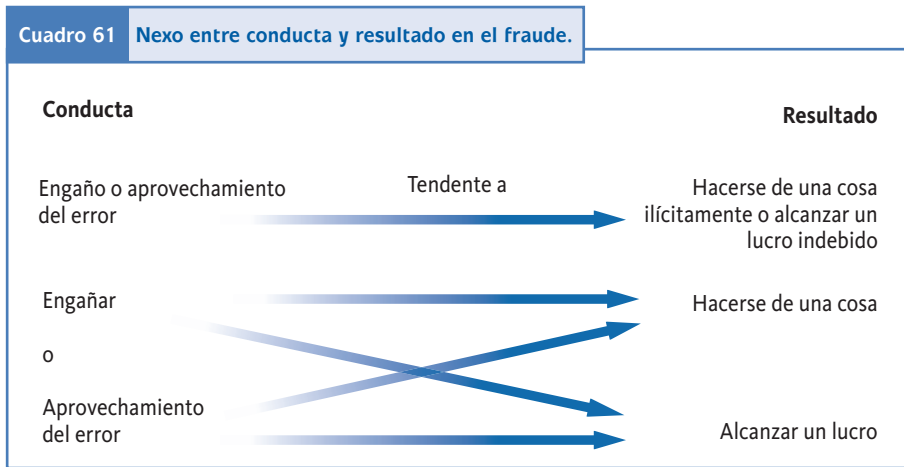 Cuadro 61 Nexo entre conducta y resultado en el fraude.
Conducta
Resultado
Engaño o aprovechamiento
del error
Tendente a
Hacerse de una cosa
ilícitamente o alcanzar un
lucro indebido
Engañar
Hacerse de una cosa
o
Aprovechamiento
del error
Alcanzar un lucro